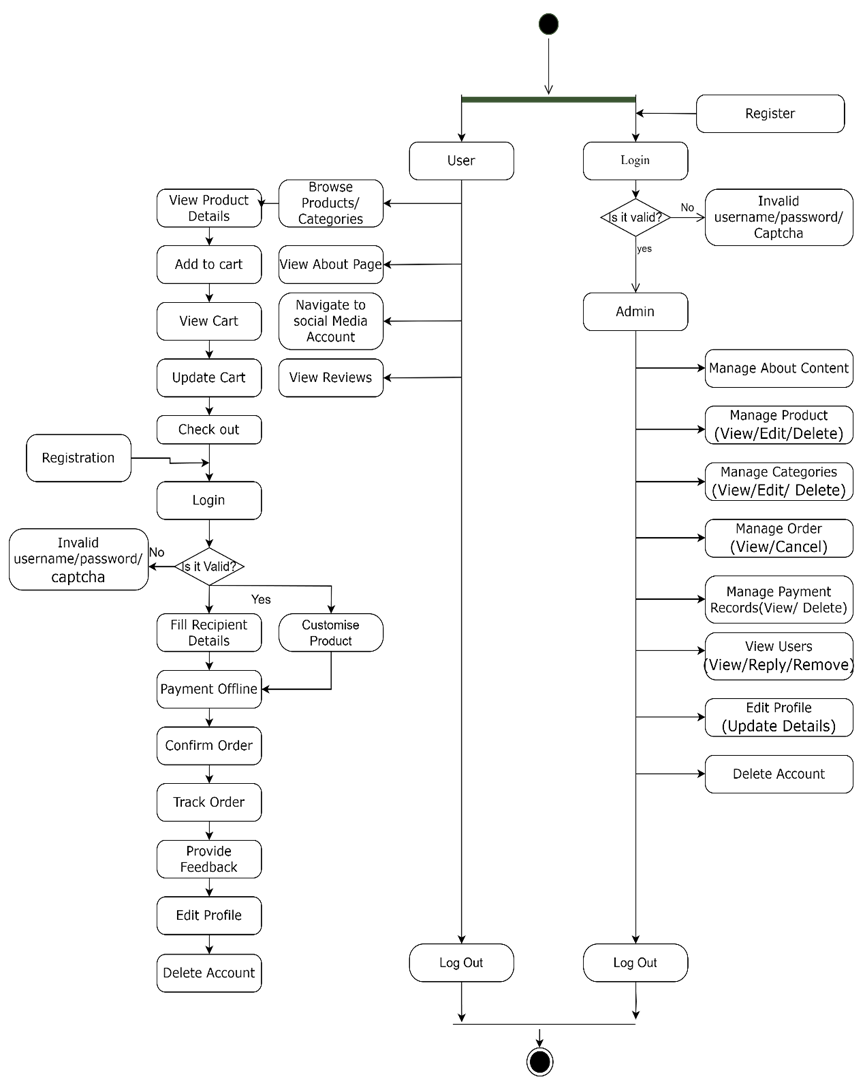 Register
User
Login
Is it valid?
No
Invalid
username/password/
Captcha
yes
Admin
Browse
Products/
Categories
View Product
Details
Add to cart
View About Page
View Cart
Navigate to
social Media
Account
Update Cart
View Reviews
Check out
Registration
Login
Is it Valid?
No
Invalid
username/password/
captcha
Yes
Fill Recipient
Details
Customise
Product
Payment Offline
Confirm Order
Track Order
Provide
Feedback
Edit Profile
Delete Account
Manage About Content
Manage Product
(View/Edit/Delete)
Manage Categories
(View/Edit/ Delete)
Manage Order
(View/Cancel)
Manage Payment
Records(View/ Delete)
View Users
(View/Reply/Remove)
Edit Profile
(Update Details)
Delete Account
Log Out
Log Out